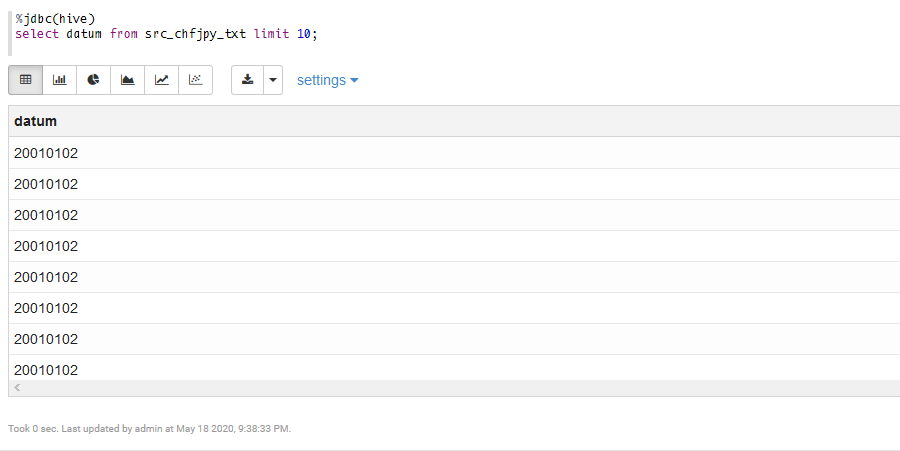 %jdbc(hive)
select datum from src_chfjpy_txt limit 10;
settings
datum
20010102
20010102
20010102
20010102
20010102
20010102
20010102
20010102
Took 0 sec. Last updated by admin at May 18 2020, 9:38:33 PM.